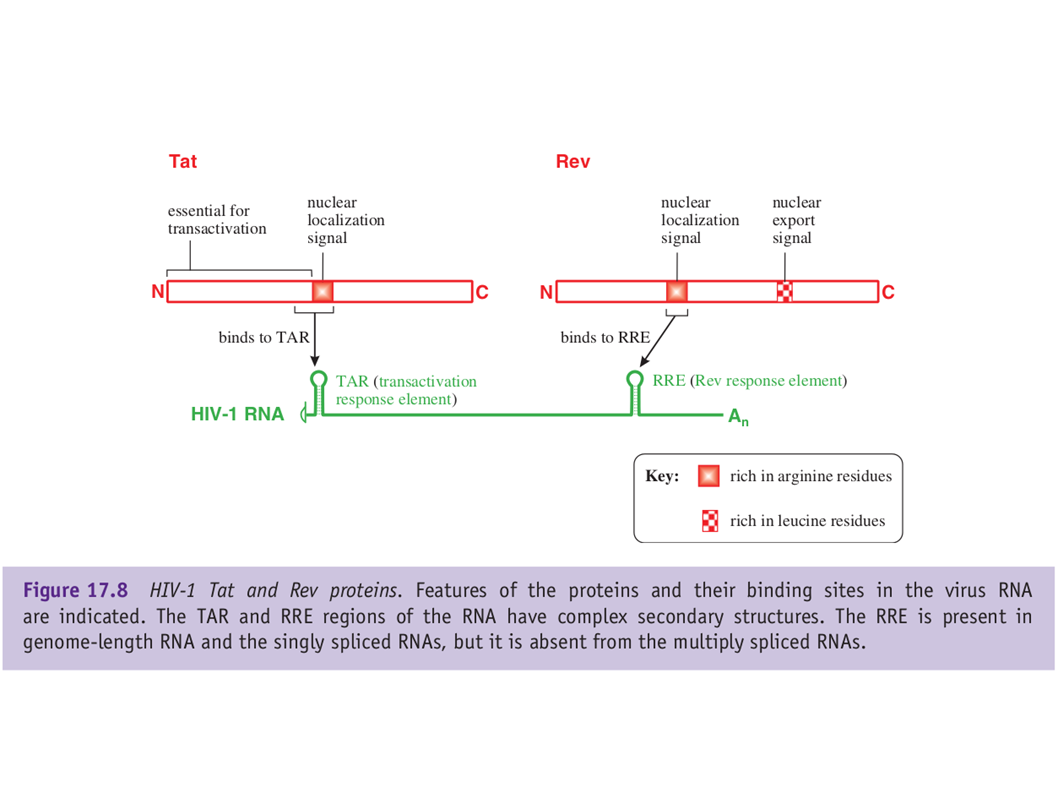 Tat
Rev
essential for
transactivation
nuclear
localization
signal
nuclear
localization
signal
nuclear
export
signal
N
C
N
C
binds to TAR
binds to RRE
TAR (transactivation
response element)
RRE (Rev response element)
HIV-1 RNA
An
Key:
rich in arginine residues
rich in leucine residues
Figure 17.8 HIV-1 Tat and Rev proteins. Features of the proteins and their binding sites in the virus RNA
are indicated. The TAR and RRE regions of the RNA have complex secondary structures. The RRE is present in
genome-length RNA and the singly spliced RNAs, but it is absent from the multiply spliced RNAs.